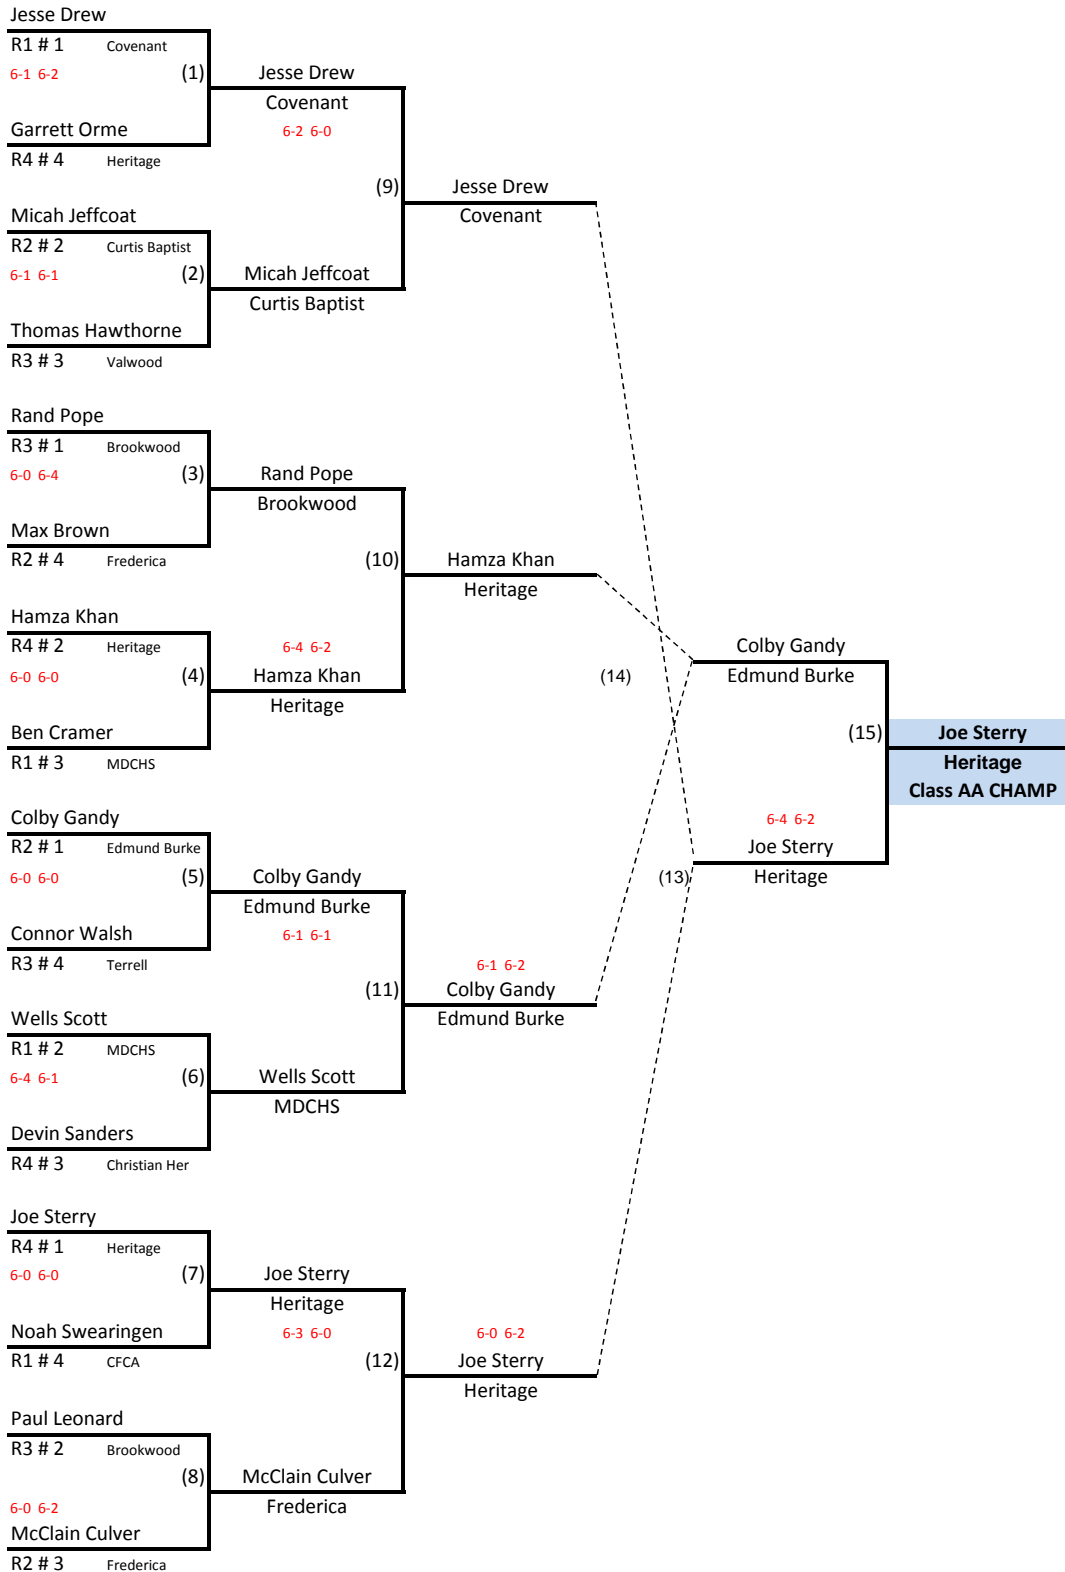 Jesse Drew
R1 # 1 Covenant
6-1 6-2 (1)
Garrett Orme
R4 # 4 Heritage
Micah Jeffcoat
R2 # 2 Curtis Baptist
6-1 6-1 (2)
Thomas Hawthorne
R3 # 3 Valwood
Rand Pope
R3 # 1 Brookwood
6-0 6-4 (3)
Max Brown
R2 # 4 Frederica
Hamza Khan
R4 # 2 Heritage
6-0 6-0 (4)
Ben Cramer
R1 # 3 MDCHS
Colby Gandy
R2 # 1 Edmund Burke
6-0 6-0 (5)
Connor Walsh
R3 # 4 Terrell
Wells Scott
R1 # 2 MDCHS
6-4 6-1 (6)
Devin Sanders
R4 # 3 Christian Her
Joe Sterry
R4 # 1 Heritage
6-0 6-0 (7)
Noah Swearingen
R1 # 4 CFCA
Paul Leonard
R3 # 2 Brookwood
(8)
6-0 6-2
McClain Culver
R2 # 3 Frederica
Jesse Drew
Covenant
6-2 6-0
(9)
Micah Jeffcoat
Curtis Baptist
Rand Pope
Brookwood
(10)
6-4 6-2
Hamza Khan
Heritage
Colby Gandy
Edmund Burke
6-1 6-1
(11)
Wells Scott
MDCHS
Joe Sterry
Heritage
6-3 6-0
(12)
McClain Culver
Frederica
Jesse Drew
Covenant
Hamza Khan
Heritage
(14)
6-1 6-2
Colby Gandy
Edmund Burke
6-0 6-2
Joe Sterry
Heritage
Colby Gandy
Edmund Burke
(15)
6-4 6-2
Joe Sterry
(13) Heritage
Joe Sterry
Heritage
Class AA CHAMP